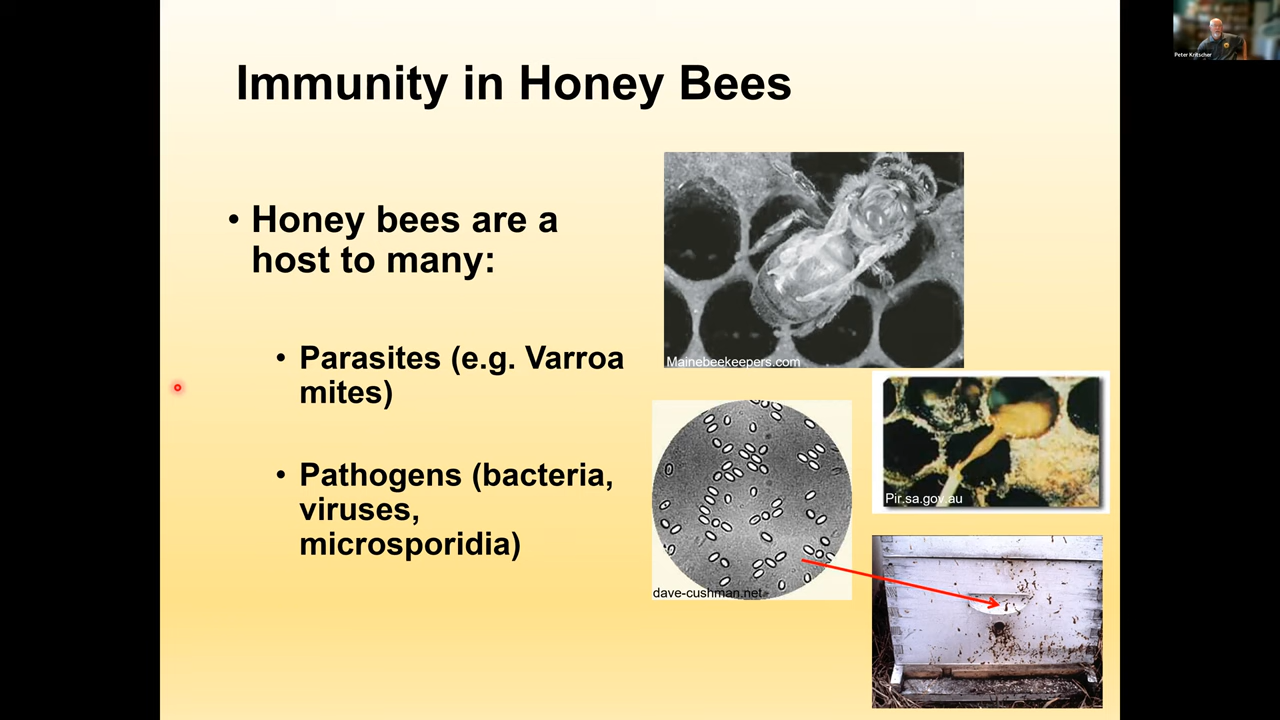 Immunity in Honey Bees
• Honey bees are a
host to many:
• Parasites (e.g. Varroa
mites)
• Pathogens (bacteria,
viruses,
microsporidia)
Mainebeekeepers.com
Pir.sa.gov.au
dave-cushman.net
Peter Kritscher